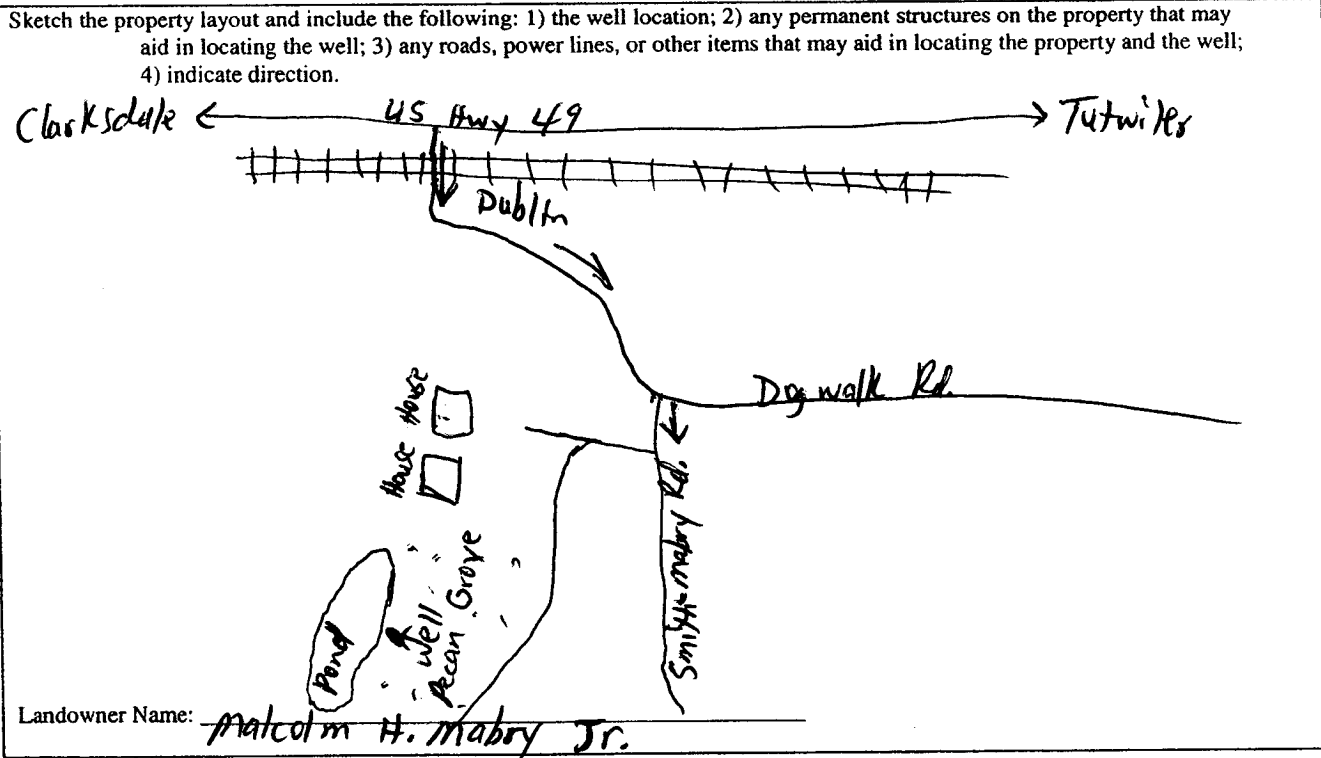 Sketch the property layout and include the following: 1) the well location; 2) any permanent structures on the property that may
aid in locating the well; 3) any roads, power lines, or other items that may aid in locating the property and the well;
4) indicate direction.
Clarksdale US Hwy 49 Tutwiler
Dublin
Dog walk Rd.
House
House
Smith-Mabry Rd.
Well
Pecan Grove
Pond
Landowner Name: Malcolm H. Mabry Jr.